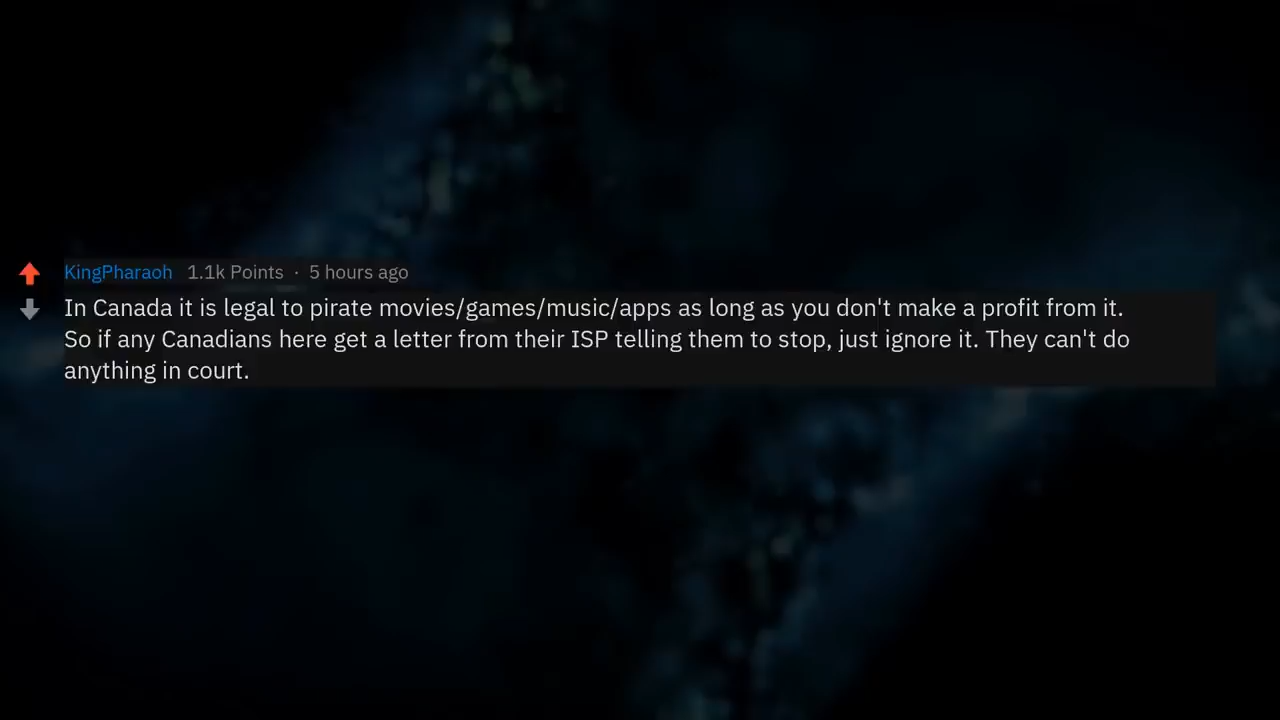 KingPharaoh 1.1k Points · 5 hours ago
In Canada it is legal to pirate movies/games/music/apps as long as you don't make a profit from it.
So if any Canadians here get a letter from their ISP telling them to stop, just ignore it. They can't do
anything in court.